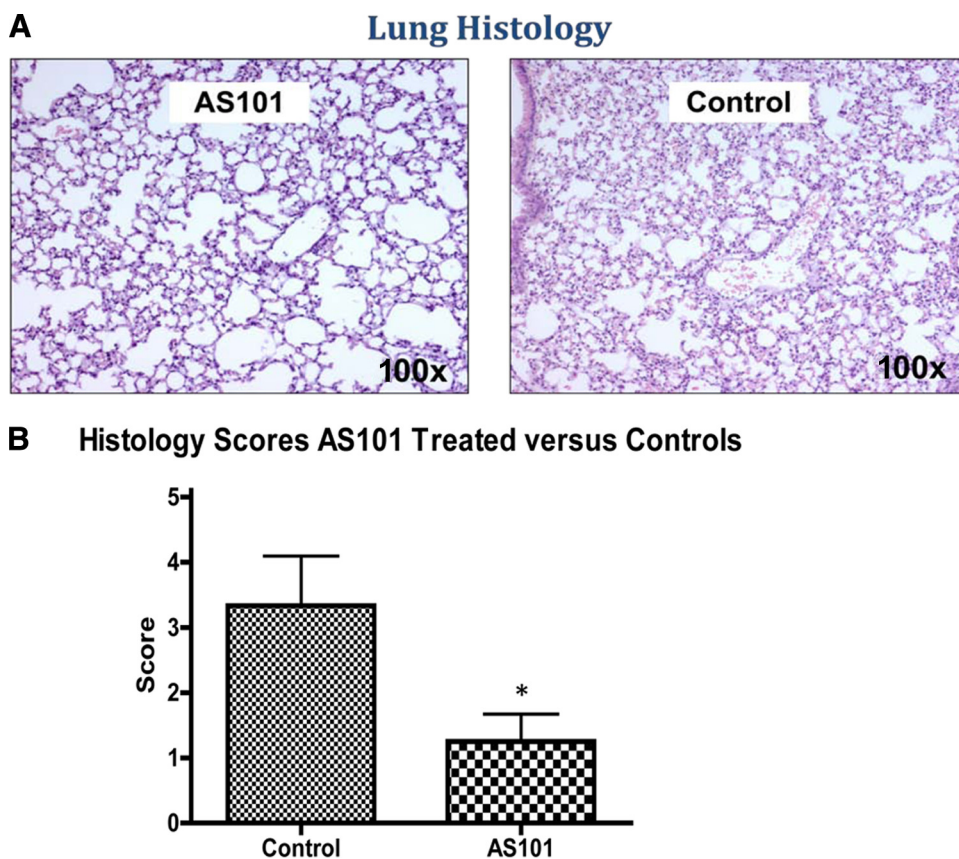 A
Lung Histology
AS101
100x
Control
100x
B
Histology Scores AS101 Treated versus Controls
5
4
3
2
1
0
Score
*
Control
AS101